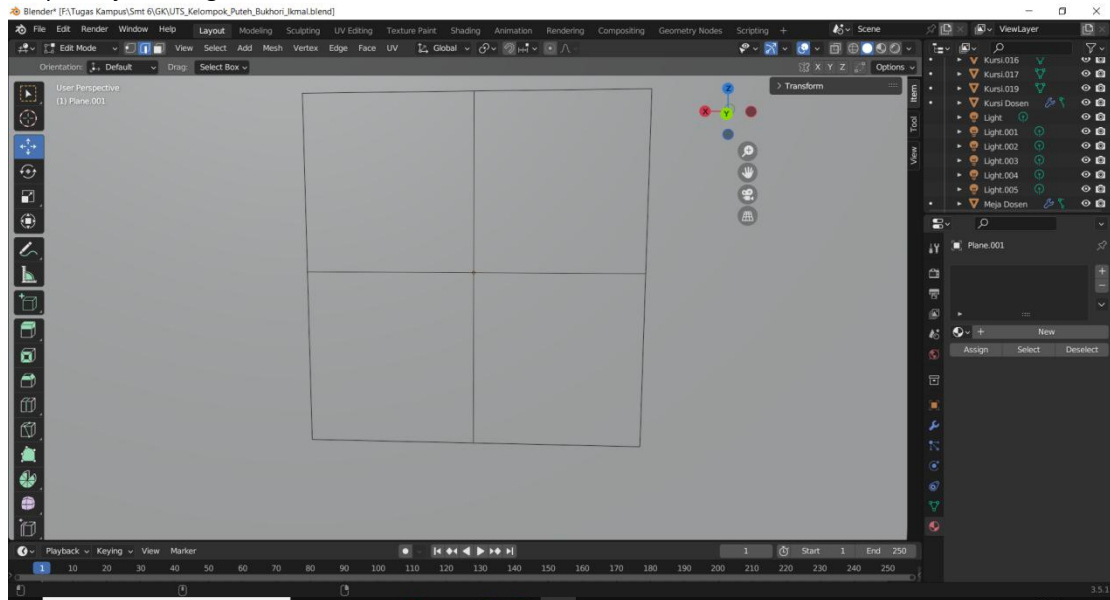 Blender* [F:\Tugas Kampus\Smt 6\GK\UTS_Kelompok_Puteh_Bukhori_Ikmal.blend]
File Edit Render Window Help Layout Modeling Sculpting UV Editing Texture Paint Shading Animation Rendering Compositing Geometry Nodes Scripting + Scene ViewLayer
Edit Mode View Select Add Mesh Vertex Edge Face UV Global
Orientation: Default Drag: Select Box X Y Z Options
User Perspective
(1) Plane.001
Transform
Item
Tool
View
Z
X
Y
Kursi.016
Kursi.017
Kursi.019
Kursi Dosen
Light
Light.001
Light.002
Light.003
Light.004
Light.005
Meja Dosen
Plane.001
+ New
Assign Select Deselect
Playback Keying View Marker 1 Start 1 End 250
1 10 20 30 40 50 60 70 80 90 100 110 120 130 140 150 160 170 180 190 200 210 220 230 240 250
3.5.1